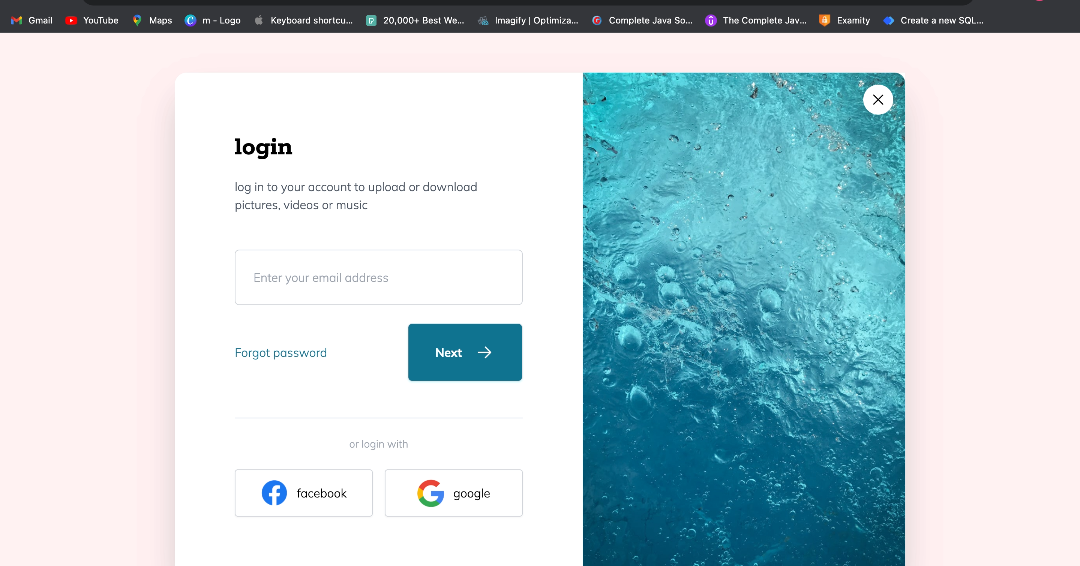 Gmail YouTube Maps m – Logo Keyboard shortcu... 20,000+ Best We... Imagify | Optimiza... Complete Java So... The Complete Jav... Examity Create a new SQL...
login
log in to your account to upload or download
pictures, videos or music
Enter your email address
Forgot password Next
or login with
facebook google